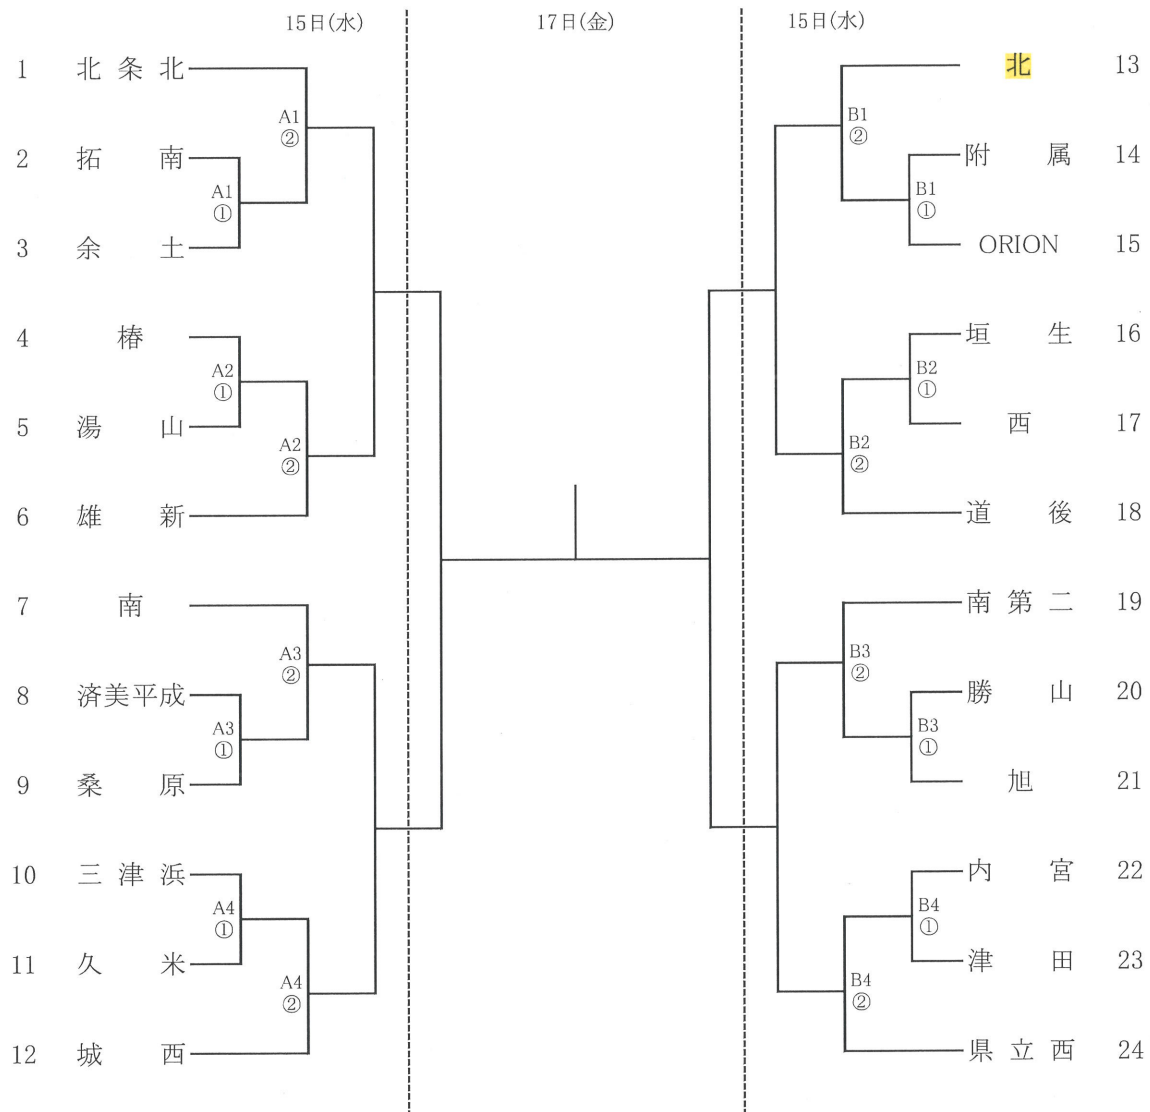 15日(水) 17日(金) 15日(水)
1 北条北
北 13
A1
②
B1
②
2 拓南
附属 14
A1
①
B1
①
3 余土
ORION 15
4 椿
垣生 16
A2
①
B2
①
5 湯山
西 17
A2
②
B2
②
6 雄新
道後 18
7 南
南第二 19
A3
②
B3
②
8 済美平成
勝山 20
A3
①
B3
①
9 桑原
旭 21
10 三津浜
内宮 22
A4
①
B4
①
11 久米
津田 23
A4
②
B4
②
12 城西
県立西 24